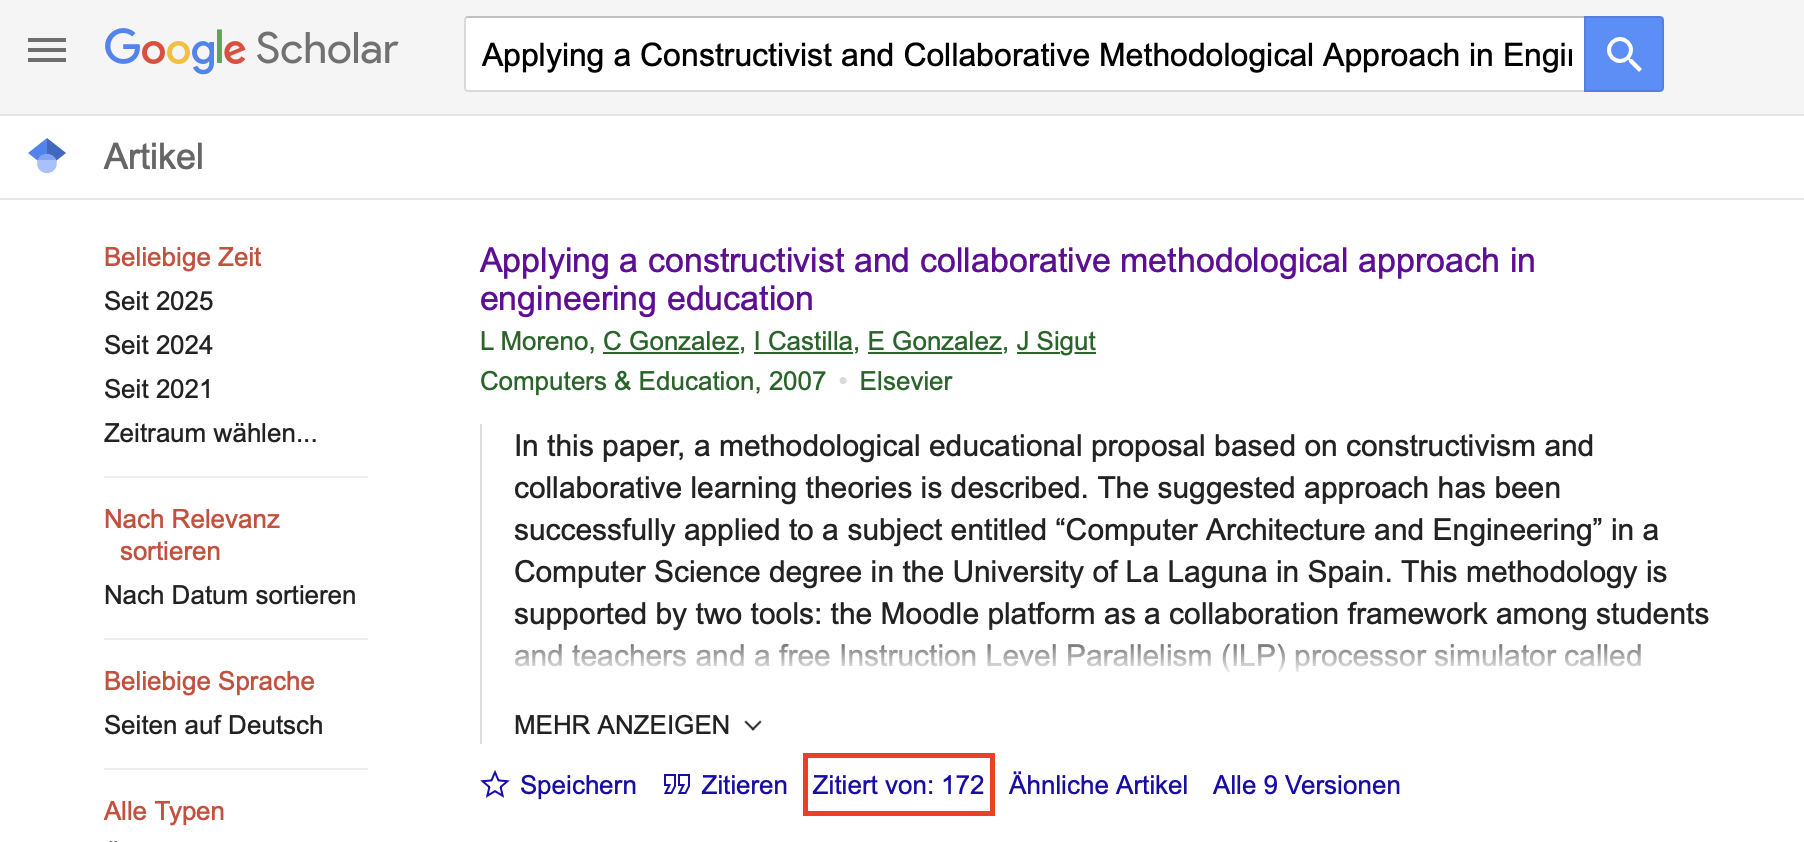 Google Scholar
Applying a Constructivist and Collaborative Methodological Approach in Engi
Artikel
Beliebige Zeit
Seit 2025
Seit 2024
Seit 2021
Zeitraum wählen...
Nach Relevanz
sortieren
Nach Datum sortieren
Beliebige Sprache
Seiten auf Deutsch
Alle Typen
Applying a constructivist and collaborative methodological approach in
engineering education
L Moreno, C Gonzalez, I Castilla, E Gonzalez, J Sigut
Computers & Education, 2007 • Elsevier
In this paper, a methodological educational proposal based on constructivism and
collaborative learning theories is described. The suggested approach has been
successfully applied to a subject entitled “Computer Architecture and Engineering” in a
Computer Science degree in the University of La Laguna in Spain. This methodology is
supported by two tools: the Moodle platform as a collaboration framework among students
and teachers and a free Instruction Level Parallelism (ILP) processor simulator called
MEHR ANZEIGEN
Speichern Zitieren Zitiert von: 172 Ähnliche Artikel Alle 9 Versionen